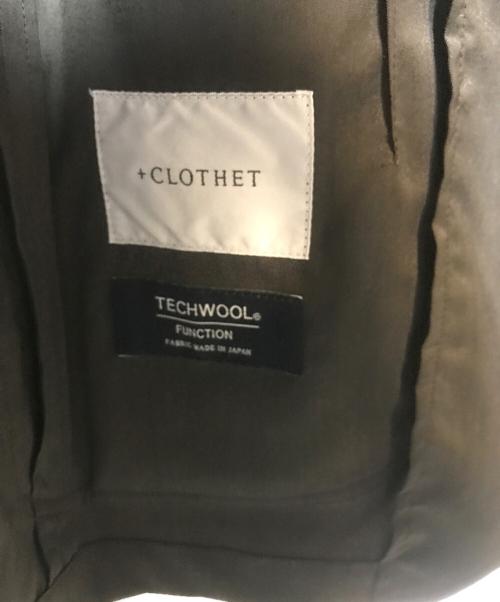 +CLOTHET
TECHWOOL®
FUNCTION
FABRIC MADE IN JAPAN